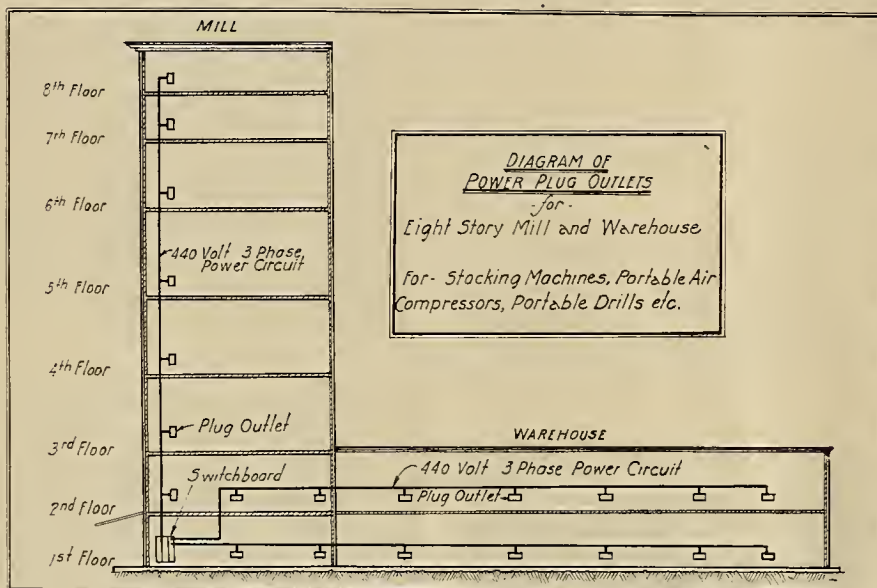 MILL
8th Floor
7th Floor
6th Floor
440 Volt 3 Phase,
Power Circuit
5th Floor
4th Floor
Plug Outlet
3rd Floor
Switchboard
2nd Floor
1st Floor
DIAGRAM OF
POWER PLUG OUTLETS
-for-
Eight Story Mill and Warehouse
For- Stacking Machines, Portable Air
Compressors, Portable Drills etc.
WAREHOUSE
440 Volt 3 Phase Power Circuit
Plug Outlet